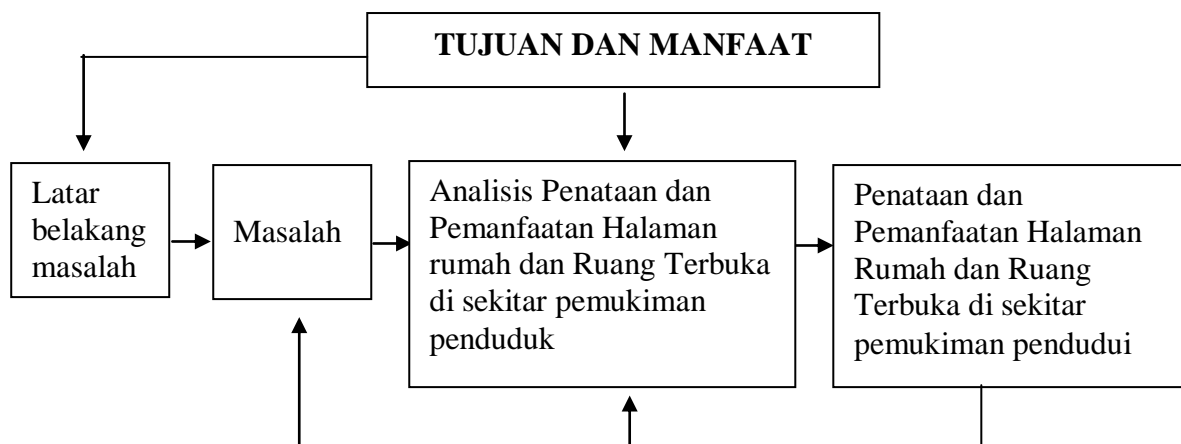 TUJUAN DAN MANFAAT
Latar
belakang
masalah
Masalah
Analisis Penataan dan
Pemanfaatan Halaman
rumah dan Ruang Terbuka
di sekitar pemukiman
penduduk
Penataan dan
Pemanfaatan Halaman
Rumah dan Ruang
Terbuka di sekitar
pemukiman pendudui